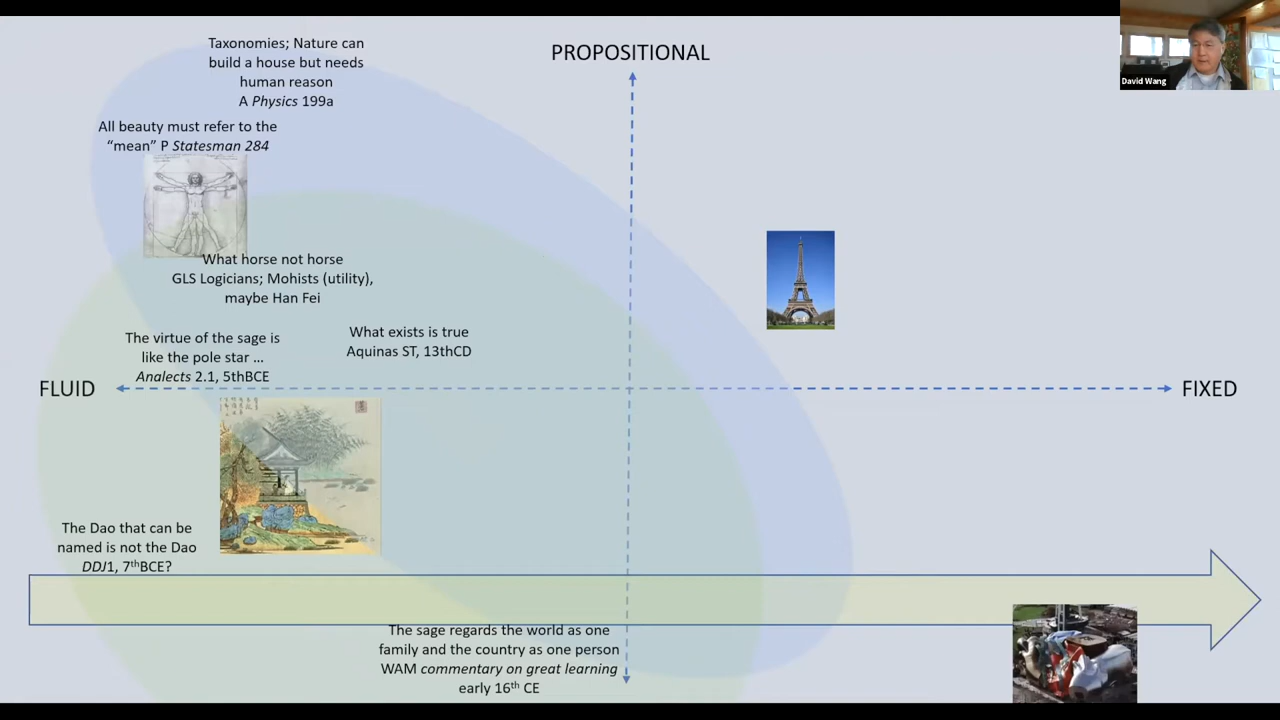 PROPOSITIONAL
David Wang
Taxonomies; Nature can
build a house but needs
human reason
A Physics 199a
All beauty must refer to the
“mean” P Statesman 284
What horse not horse
GLS Logicians; Mohists (utility),
maybe Han Fei
The virtue of the sage is
like the pole star ...
Analects 2.1, 5thBCE
What exists is true
Aquinas ST, 13thCD
FLUID
FIXED
The Dao that can be
named is not the Dao
DDJ1, 7thBCE?
The sage regards the world as one
family and the country as one person
WAM commentary on great learning
early 16th CE